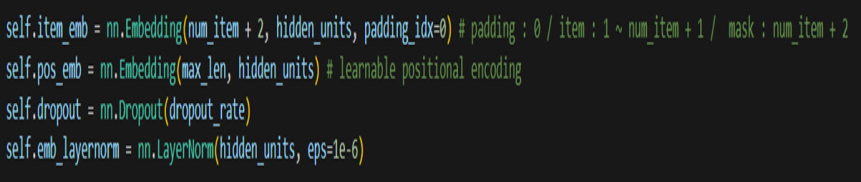 self.item_emb = nn.Embedding(num_item + 2, hidden_units, padding_idx=0) # padding : 0 / item : 1 ~ num_item + 1 /  mask : num_item + 2
self.pos_emb = nn.Embedding(max_len, hidden_units) # learnable positional encoding
self.dropout = nn.Dropout(dropout_rate)
self.emb_layernorm = nn.LayerNorm(hidden_units, eps=1e-6)